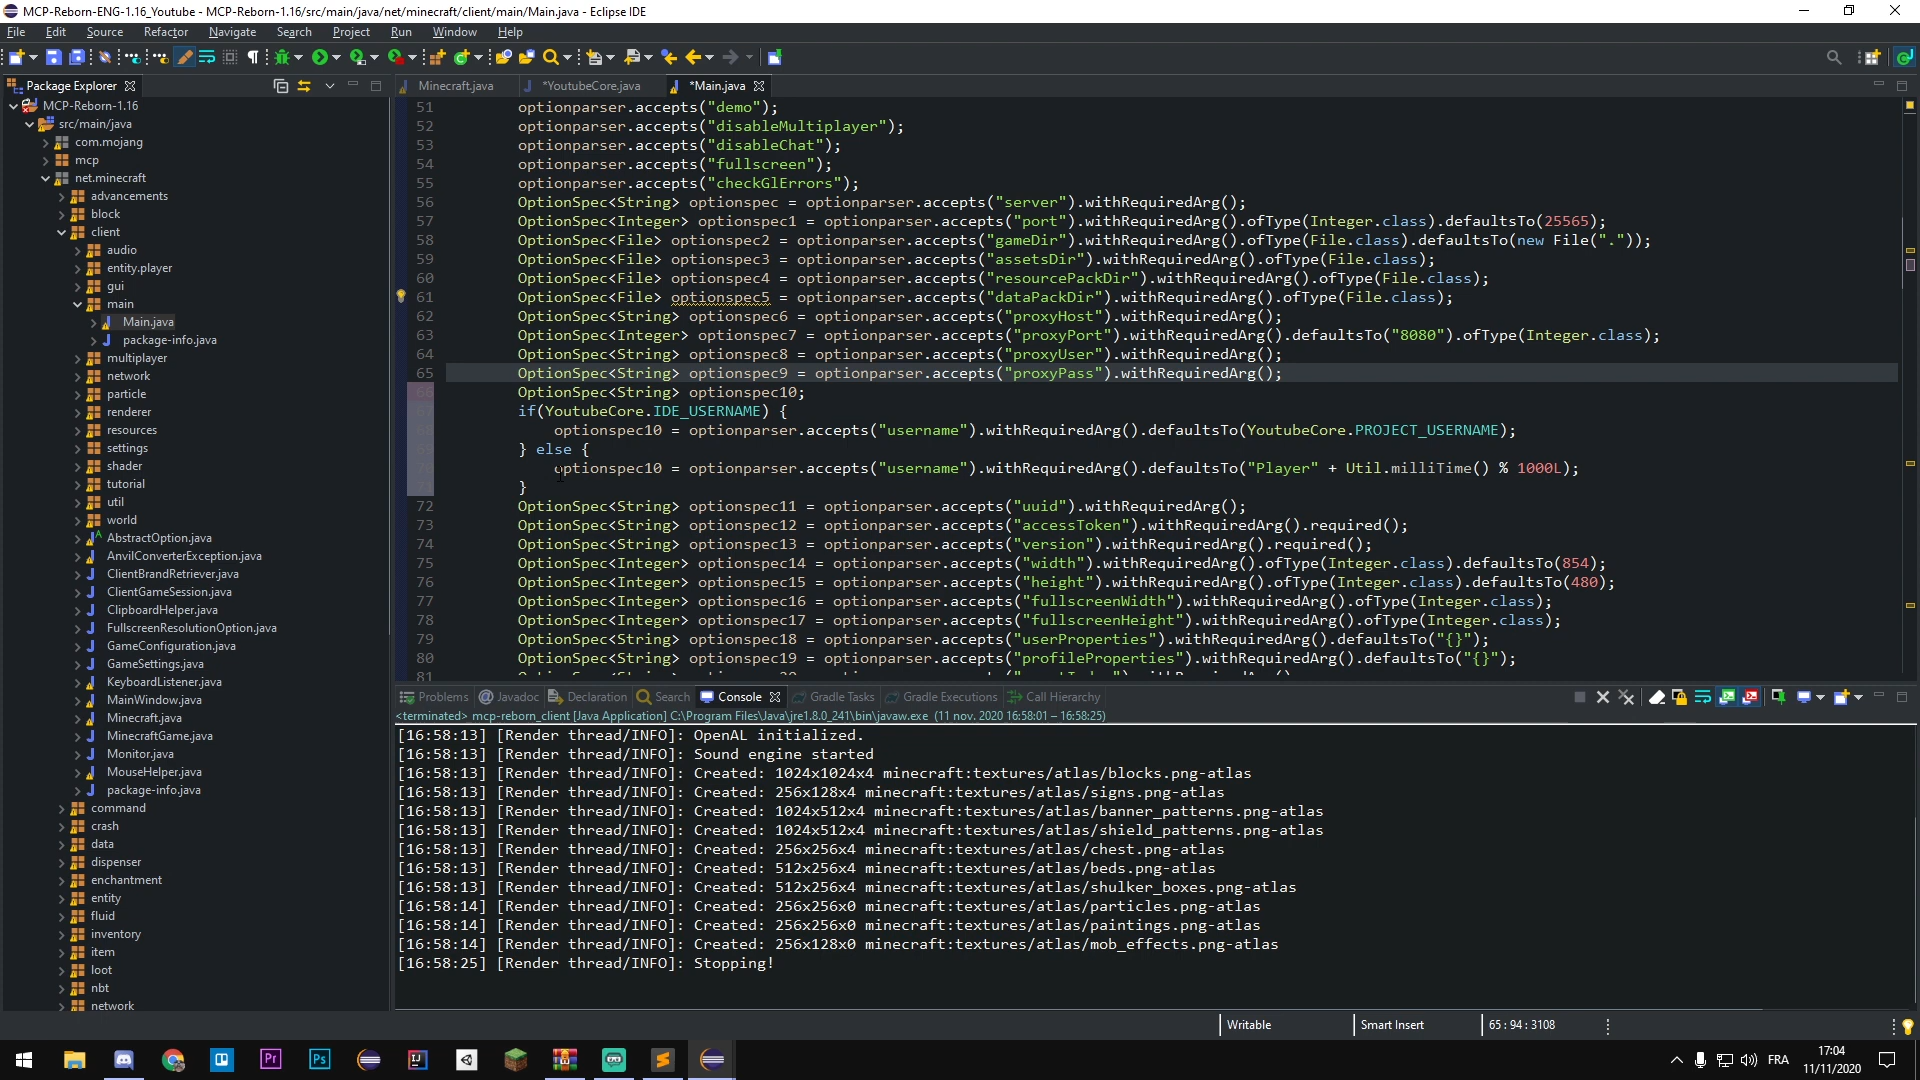 MCP-Reborn-ENG-1.16_Youtube - MCP-Reborn-1.16/src/main/java/net/minecraft/client/main/Main.java - Eclipse IDE
File Edit Source Refactor Navigate Search Project Run Window Help
Package Explorer
MCP-Reborn-1.16
src/main/java
com.mojang
mcp
net.minecraft
advancements
block
client
audio
entity.player
gui
main
Main.java
package-info.java
multiplayer
network
particle
renderer
resources
settings
shader
tutorial
util
world
AbstractOption.java
AnvilConverterException.java
ClientBrandRetriever.java
ClientGameSession.java
ClipboardHelper.java
FullscreenResolutionOption.java
GameConfiguration.java
GameSettings.java
KeyboardListener.java
MainWindow.java
Minecraft.java
MinecraftGame.java
Monitor.java
MouseHelper.java
package-info.java
command
crash
data
dispenser
enchantment
entity
fluid
inventory
item
loot
nbt
network
Minecraft.java *YoutubeCore.java *Main.java
51 optionparser.accepts("demo");
52 optionparser.accepts("disableMultiplayer");
53 optionparser.accepts("disableChat");
54 optionparser.accepts("fullscreen");
55 optionparser.accepts("checkGlErrors");
56 OptionSpec<String> optionspec = optionparser.accepts("server").withRequiredArg();
57 OptionSpec<Integer> optionspec1 = optionparser.accepts("port").withRequiredArg().ofType(Integer.class).defaultsTo(25565);
58 OptionSpec<File> optionspec2 = optionparser.accepts("gameDir").withRequiredArg().ofType(File.class).defaultsTo(new File("."));
59 OptionSpec<File> optionspec3 = optionparser.accepts("assetsDir").withRequiredArg().ofType(File.class);
60 OptionSpec<File> optionspec4 = optionparser.accepts("resourcePackDir").withRequiredArg().ofType(File.class);
61 OptionSpec<File> optionspec5 = optionparser.accepts("dataPackDir").withRequiredArg().ofType(File.class);
62 OptionSpec<String> optionspec6 = optionparser.accepts("proxyHost").withRequiredArg();
63 OptionSpec<Integer> optionspec7 = optionparser.accepts("proxyPort").withRequiredArg().defaultsTo("8080").ofType(Integer.class);
64 OptionSpec<String> optionspec8 = optionparser.accepts("proxyUser").withRequiredArg();
65 OptionSpec<String> optionspec9 = optionparser.accepts("proxyPass").withRequiredArg();
66 OptionSpec<String> optionspec10;
if(YoutubeCore.IDE_USERNAME) {
optionspec10 = optionparser.accepts("username").withRequiredArg().defaultsTo(YoutubeCore.PROJECT_USERNAME);
} else {
optionspec10 = optionparser.accepts("username").withRequiredArg().defaultsTo("Player" + Util.milliTime() % 1000L);
}
72 OptionSpec<String> optionspec11 = optionparser.accepts("uuid").withRequiredArg();
73 OptionSpec<String> optionspec12 = optionparser.accepts("accessToken").withRequiredArg().required();
74 OptionSpec<String> optionspec13 = optionparser.accepts("version").withRequiredArg().required();
75 OptionSpec<Integer> optionspec14 = optionparser.accepts("width").withRequiredArg().ofType(Integer.class).defaultsTo(854);
76 OptionSpec<Integer> optionspec15 = optionparser.accepts("height").withRequiredArg().ofType(Integer.class).defaultsTo(480);
77 OptionSpec<Integer> optionspec16 = optionparser.accepts("fullscreenWidth").withRequiredArg().ofType(Integer.class);
78 OptionSpec<Integer> optionspec17 = optionparser.accepts("fullscreenHeight").withRequiredArg().ofType(Integer.class);
79 OptionSpec<String> optionspec18 = optionparser.accepts("userProperties").withRequiredArg().defaultsTo("{}");
80 OptionSpec<String> optionspec19 = optionparser.accepts("profileProperties").withRequiredArg().defaultsTo("{}");
81
Problems Javadoc Declaration Search Console Gradle Tasks Gradle Executions Call Hierarchy
<terminated> mcp-reborn_client [Java Application] C:\Program Files\Java\jre1.8.0_241\bin\javaw.exe (11 nov. 2020 16:58:01 – 16:58:25)
[16:58:13] [Render thread/INFO]: OpenAL initialized.
[16:58:13] [Render thread/INFO]: Sound engine started
[16:58:13] [Render thread/INFO]: Created: 1024x1024x4 minecraft:textures/atlas/blocks.png-atlas
[16:58:13] [Render thread/INFO]: Created: 256x128x4 minecraft:textures/atlas/signs.png-atlas
[16:58:13] [Render thread/INFO]: Created: 1024x512x4 minecraft:textures/atlas/banner_patterns.png-atlas
[16:58:13] [Render thread/INFO]: Created: 1024x512x4 minecraft:textures/atlas/shield_patterns.png-atlas
[16:58:13] [Render thread/INFO]: Created: 256x256x4 minecraft:textures/atlas/chest.png-atlas
[16:58:13] [Render thread/INFO]: Created: 512x256x4 minecraft:textures/atlas/beds.png-atlas
[16:58:13] [Render thread/INFO]: Created: 512x256x4 minecraft:textures/atlas/shulker_boxes.png-atlas
[16:58:14] [Render thread/INFO]: Created: 256x256x0 minecraft:textures/atlas/particles.png-atlas
[16:58:14] [Render thread/INFO]: Created: 256x256x0 minecraft:textures/atlas/paintings.png-atlas
[16:58:14] [Render thread/INFO]: Created: 256x128x0 minecraft:textures/atlas/mob_effects.png-atlas
[16:58:25] [Render thread/INFO]: Stopping!
Writable Smart Insert 65 : 94 : 3108
Pr Ps IJ
FRA
17:04
11/11/2020